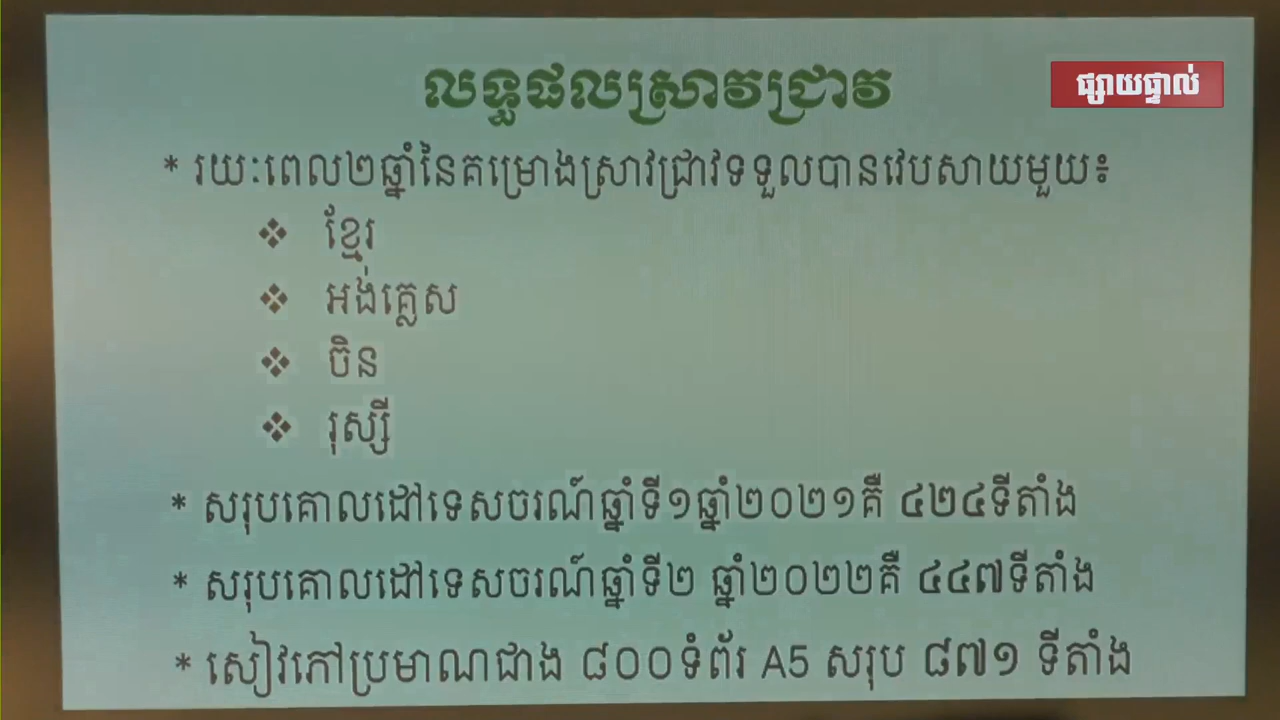 លទ្ធផលស្រាវជ្រាវ
ផ្សាយផ្ទាល់
* រយៈពេល២ឆ្នាំនៃគម្រោងស្រាវជ្រាវទទួលបានវេបសាយមួយ៖
❖ ខ្មែរ
❖ អង់គ្លេស
❖ ចិន
❖ រុស្សី
* សរុបគោលដៅទេសចរណ៍ឆ្នាំទី១ឆ្នាំ២០២១គឺ ៤២៤ទីតាំង
* សរុបគោលដៅទេសចរណ៍ឆ្នាំទី២ ឆ្នាំ២០២២គឺ ៤៤៧ទីតាំង
* សៀវភៅប្រមាណជាង ៨០០ទំព័រ A5 សរុប ៨៧១ ទីតាំង